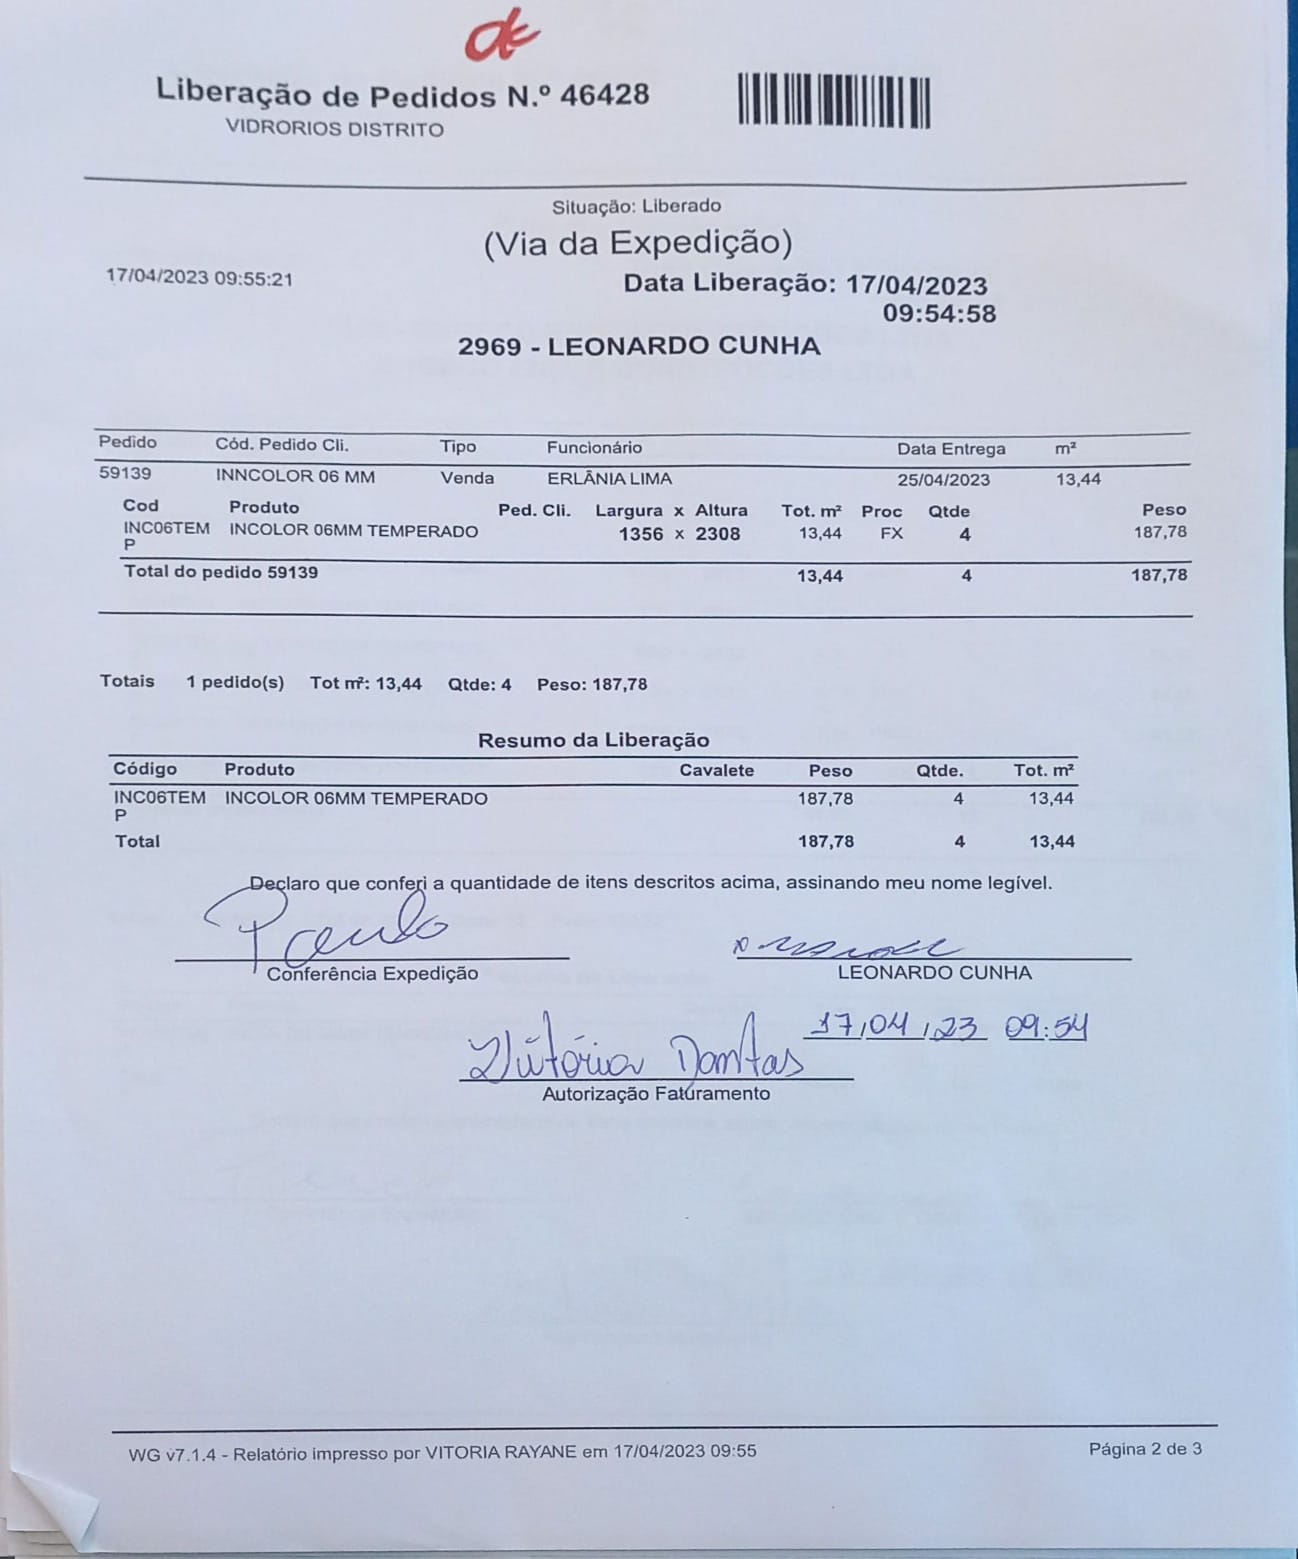 ok
Liberação de Pedidos N.º 46428
VIDRORIOS DISTRITO
Situação: Liberado
(Via da Expedição)
17/04/2023 09:55:21
Data Liberação: 17/04/2023
09:54:58
2969 - LEONARDO CUNHA
Pedido Cód. Pedido Cli. Tipo Funcionário Data Entrega m²
59139 INNCOLOR 06 MM Venda ERLÂNIA LIMA 25/04/2023 13,44
Cod Produto Ped. Cli. Largura x Altura Tot. m² Proc Qtde Peso
INC06TEM INCOLOR 06MM TEMPERADO 1356 x 2308 13,44 FX 4 187,78
P
Total do pedido 59139 13,44 4 187,78
Totais 1 pedido(s) Tot m²: 13,44 Qtde: 4 Peso: 187,78
Resumo da Liberação
Código Produto Cavalete Peso Qtde. Tot. m²
INC06TEM INCOLOR 06MM TEMPERADO 187,78 4 13,44
P
Total 187,78 4 13,44
Declaro que conferi a quantidade de itens descritos acima, assinando meu nome legível.
Paulo
Conferência Expedição LEONARDO CUNHA
17/04/23 09:54
Vitória Dantas
Autorização Faturamento
WG v7.1.4 - Relatório impresso por VITORIA RAYANE em 17/04/2023 09:55 Página 2 de 3